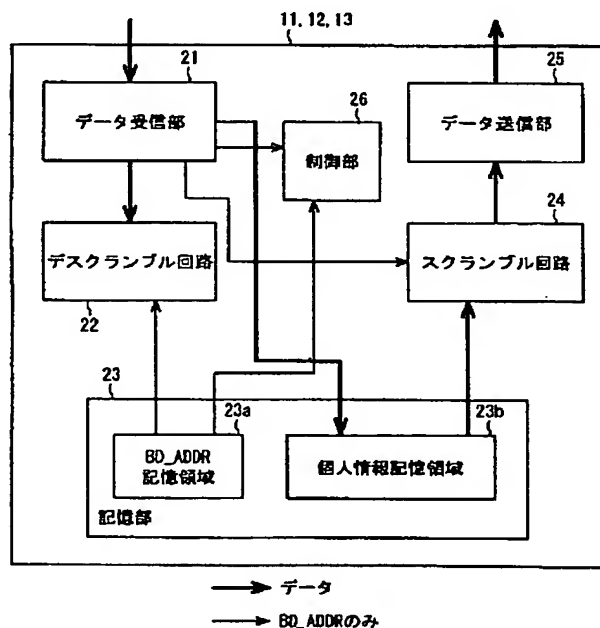 11, 12, 13
21
データ受信部
25
データ送信部
26
制御部
24
デスクランブル回路
スクランブル回路
22
23
23a
23b
BD_ADDR
記憶領域
個人情報記憶領域
記憶部
データ
BD_ADDRのみ